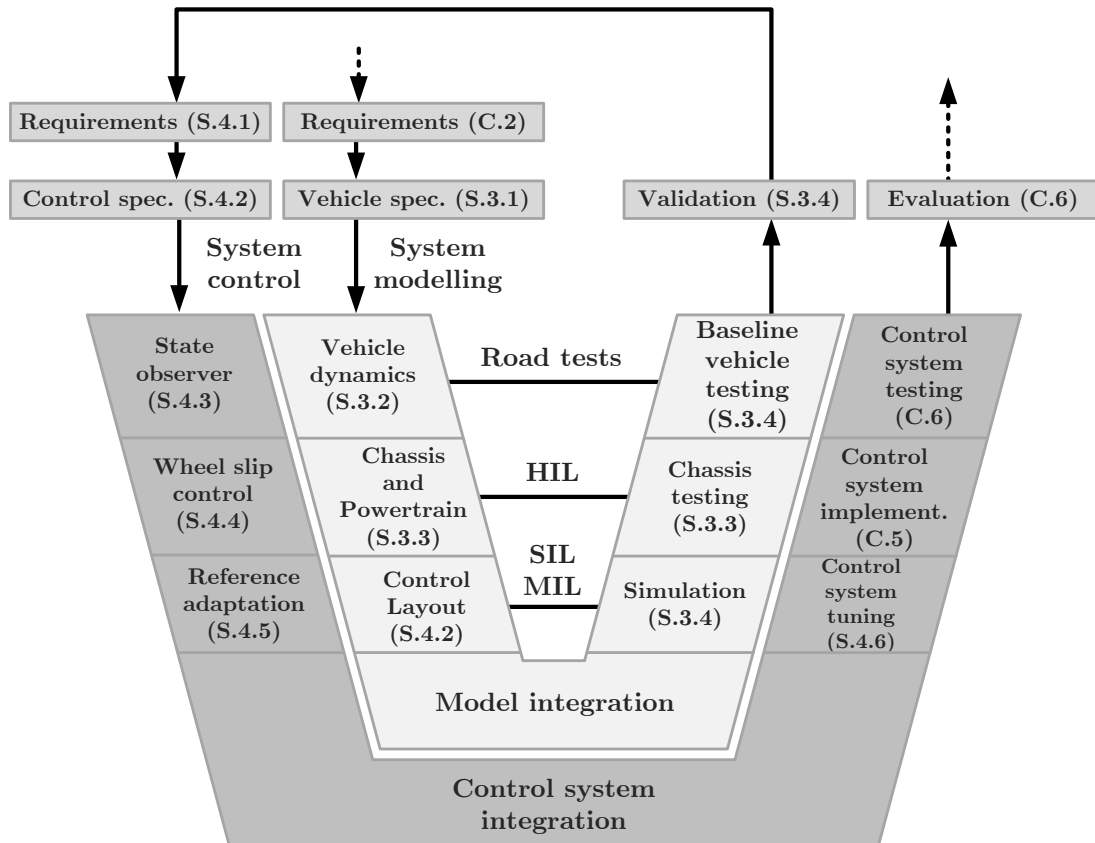 Requirements (S.4.1)
Requirements (C.2)
Control spec. (S.4.2)
Vehicle spec. (S.3.1)
Validation (S.3.4)
Evaluation (C.6)
System
control
System
modelling
State
observer
(S.4.3)
Vehicle
dynamics
(S.3.2)
Road tests
Baseline
vehicle
testing
(S.3.4)
Control
system
testing
(C.6)
Wheel slip
control
(S.4.4)
Chassis
and
Powertrain
(S.3.3)
HIL
Chassis
testing
(S.3.3)
Control
system
implement.
(C.5)
Reference
adaptation
(S.4.5)
Control
Layout
(S.4.2)
SIL
MIL
Simulation
(S.3.4)
Control
system
tuning
(S.4.6)
Model integration
Control system
integration